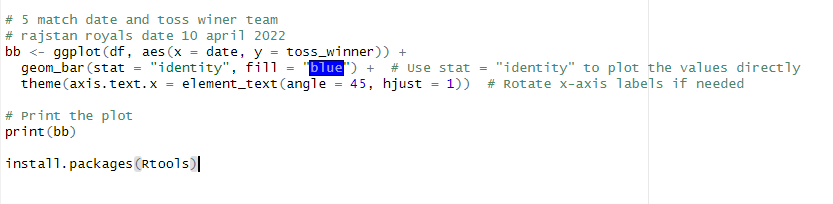 # 5 match date and toss winer team
# rajstan royals date 10 april 2022
bb <- ggplot(df, aes(x = date, y = toss_winner)) +
  geom_bar(stat = "identity", fill = "blue") +  # Use stat = "identity" to plot the values directly
  theme(axis.text.x = element_text(angle = 45, hjust = 1))  # Rotate x-axis labels if needed
# Print the plot
print(bb)
install.packages(Rtools)